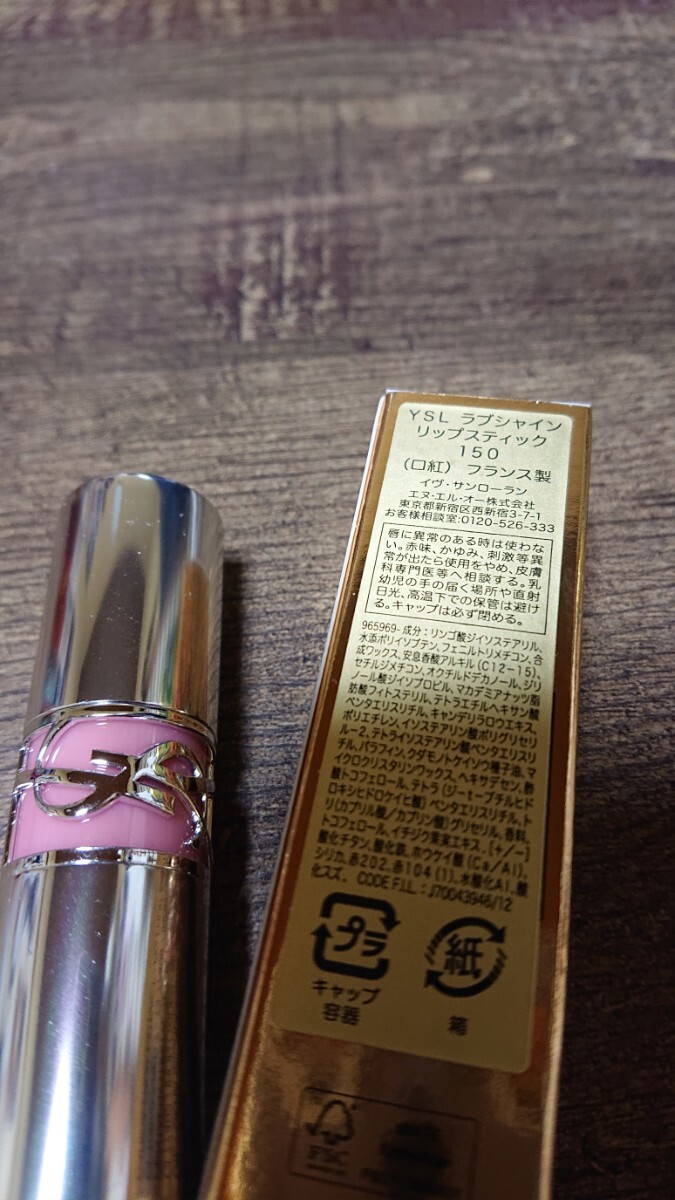 YSL ラブシャイン
リップスティック
150
(口紅) フランス製
イヴ・サンローラン
エヌ・エル・オー株式会社
東京都新宿区西新宿3-7-1
お客様相談室:0120-526-333
唇に異常のある時は使わな
い。赤味、かゆみ、刺激等異
常が出たら使用をやめ、皮膚
科専門医等へ相談する。乳
幼児の手の届く場所や直射
日光、高温下での保管は避け
る。キャップは必ず閉める。
965969- 成分:リンゴ酸ジイソステアリル、
水添ポリイソブテン、フェニルトリメチコン、合
成ワックス、安息香酸アルキル(C12-15)、
セチルジメチコン、オクチルドデカノール、ジリ
ノール酸ジイソプロピル、マカデミアナッツ脂
肪酸フィトステリル、テトラエチルヘキサン酸
ペンタエリスリチル、キャンデリラロウエキス、
ポリエチレン、イソステアリン酸ポリグリセリ
ル-2、テトライソステアリン酸ペンタエリスリ
チル、パラフィン、クダモノトケイソウ種子油、マ
イクロクリスタリンワックス、ヘキサデセン、酢
酸トコフェロール、テトラ(ジ-t-ブチルヒド
ロキシヒドロケイヒ酸)ペンタエリスリチル、ト
リ(カプリル酸/カプリン酸)グリセリル、香料、
トコフェロール、イチジク果実エキス、[+/-]
酸化チタン、酸化鉄、ホウケイ酸(Ca/Al)、
シリカ、赤202、赤104(1)、水酸化Al、酸
化スズ、 CODE F.I.L. : J70043946/12
プラ
キャップ
容器
紙
箱
FSC